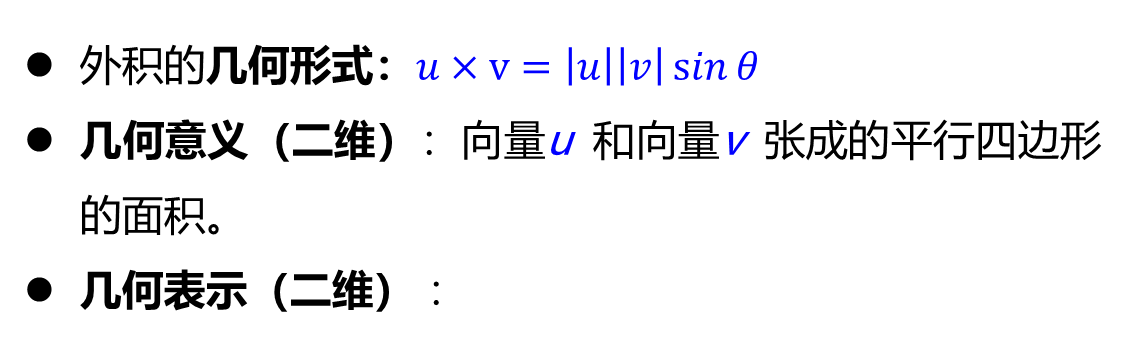 ● 外积的几何形式：u × v = |u||v| sin θ
● 几何意义（二维）：向量u 和向量v 张成的平行四边形
的面积。
● 几何表示（二维）：